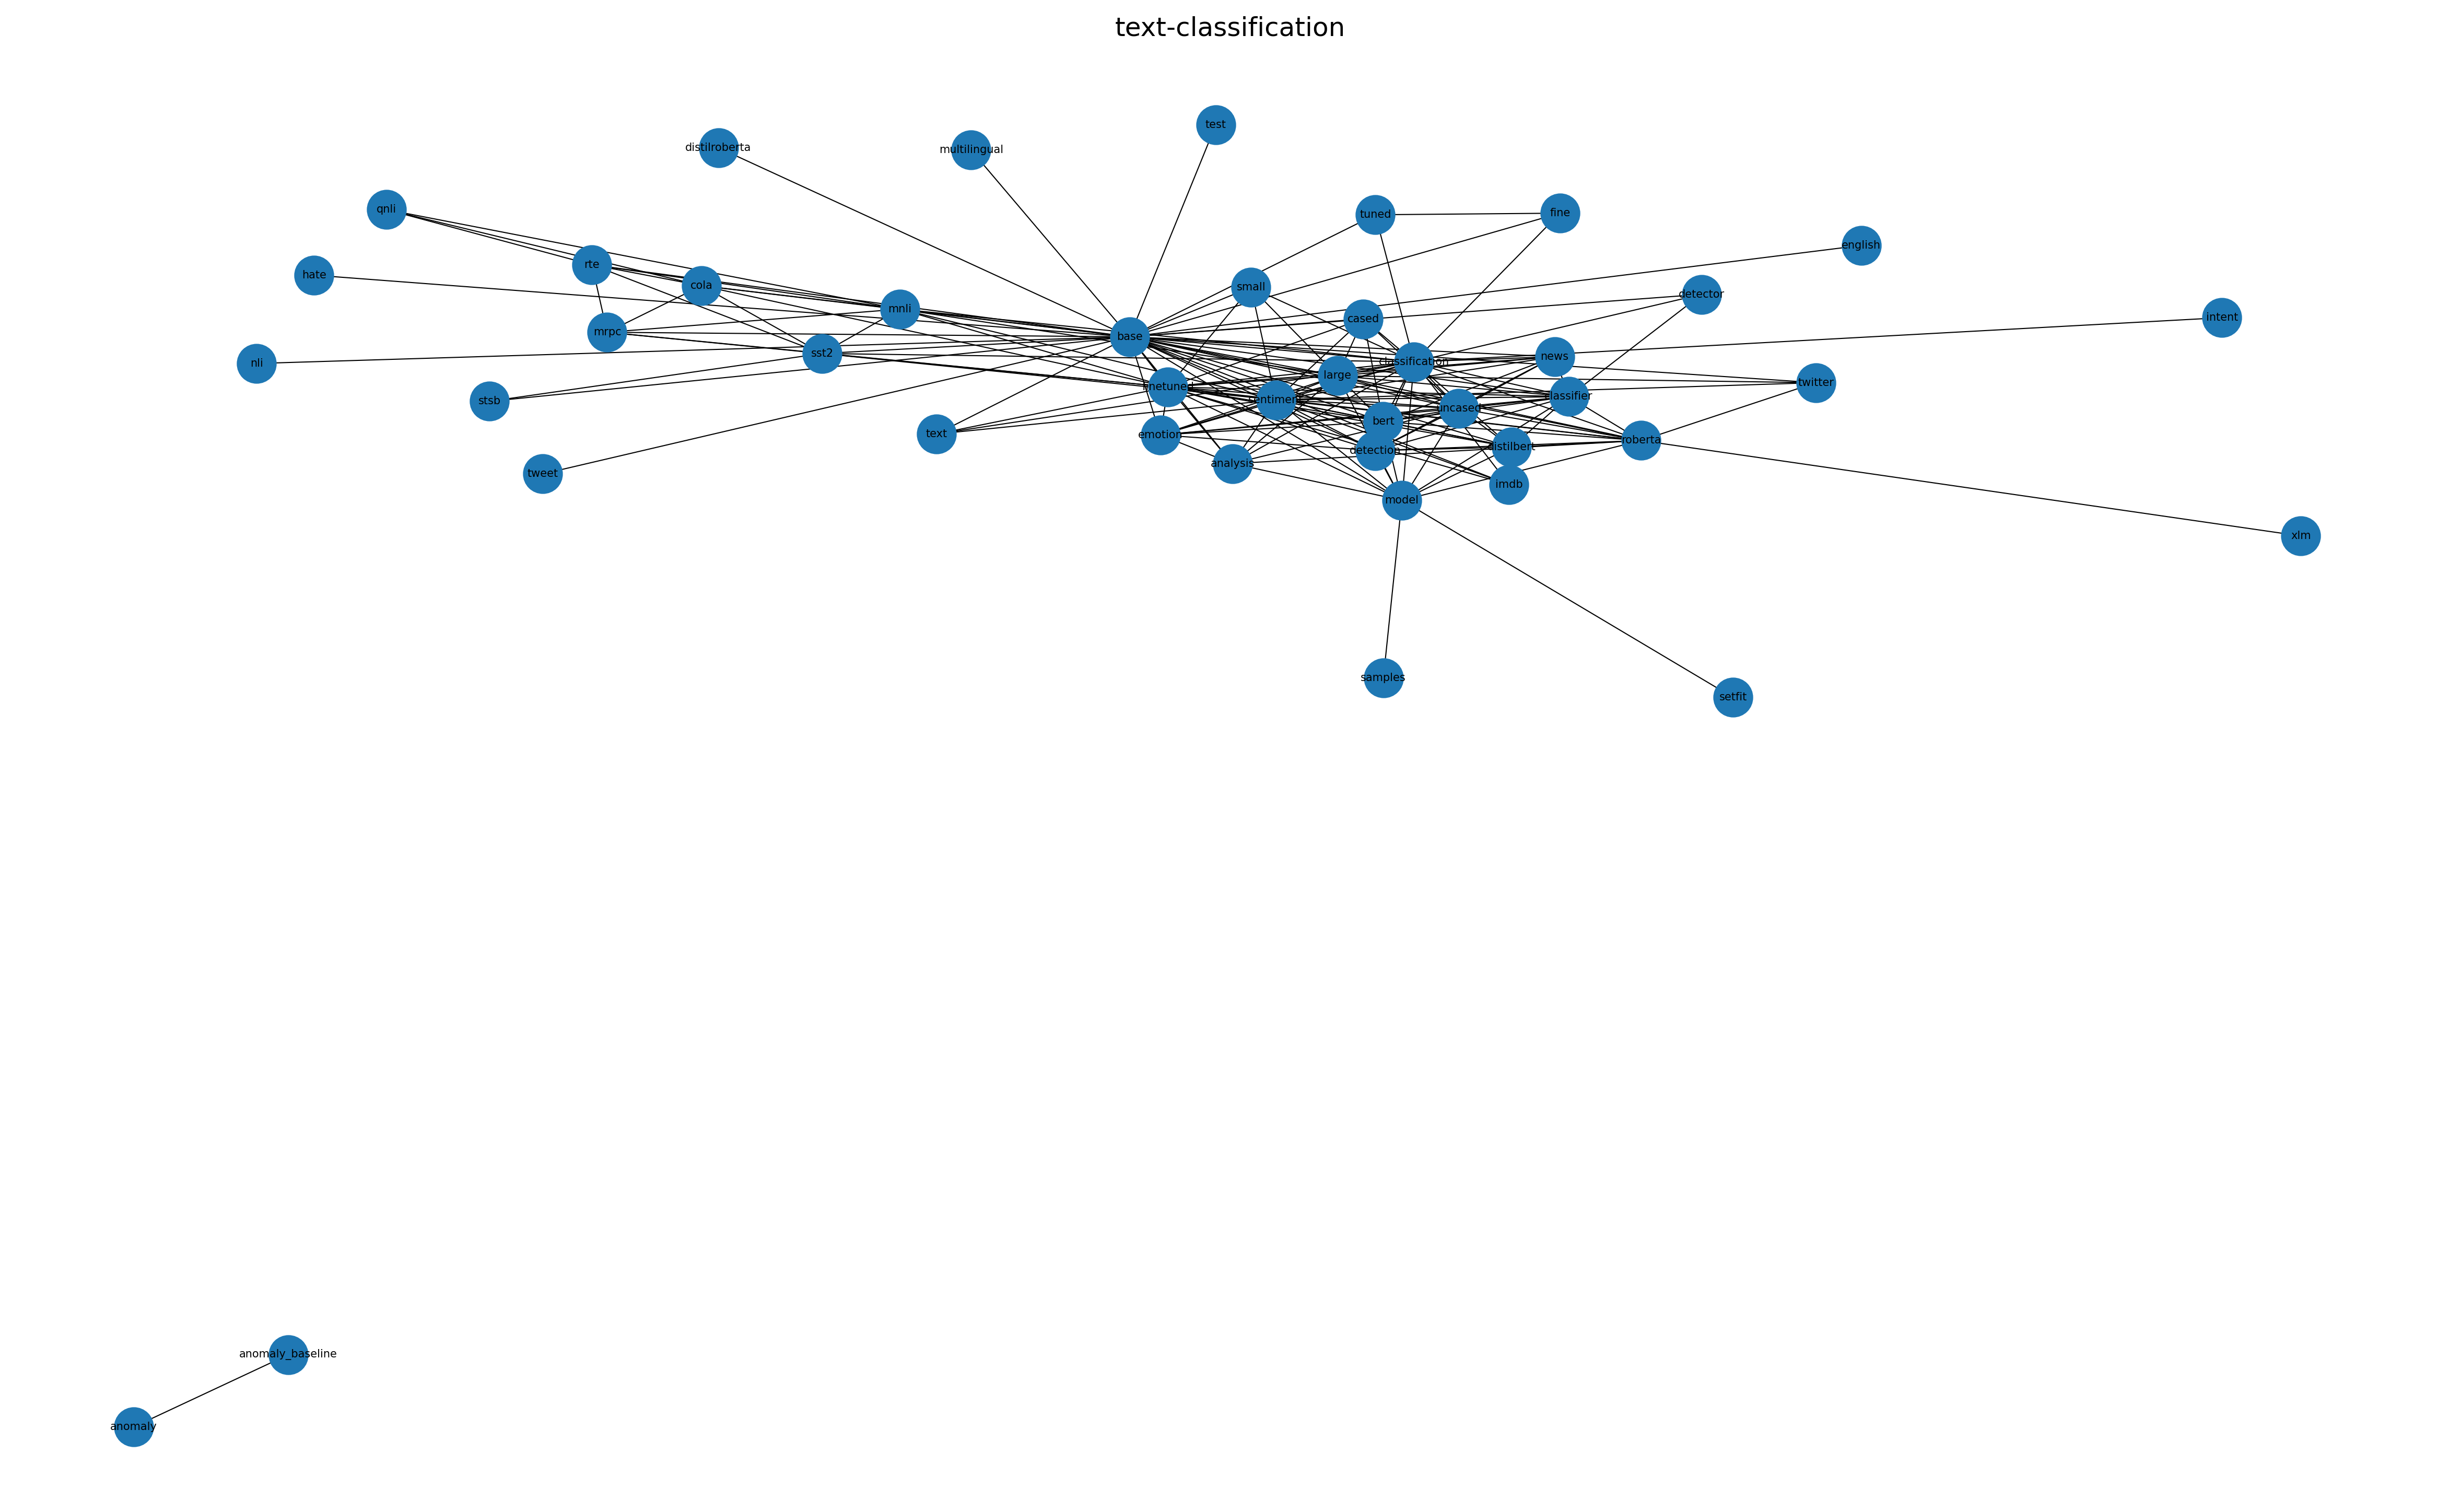 text-classification
test
distilroberta
multilingual
qnli
tuned
fine
english
rte
hate
cola
small
detector
mnli
cased
intent
mrpc
base
sst2
news
nli
classification
large
twitter
finetuned
stsb
sentiment
uncased
classifier
bert
text
emotion
roberta
distilbert
detection
analysis
tweet
imdb
model
xlm
samples
setfit
anomaly_baseline
anomaly